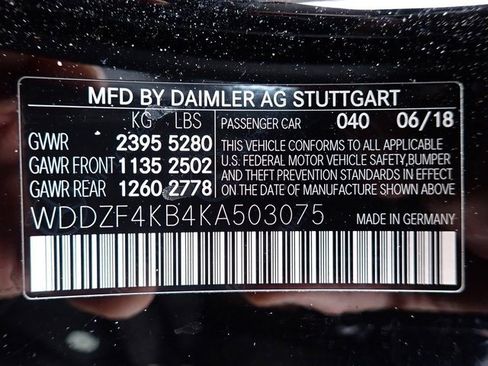 MFD BY DAIMLER AG STUTTGART
KG LBS PASSENGER CAR 040 06/18
GWWR 2395 5280 THIS VEHICLE CONFORMS TO ALL APPLICABLE
GAWR FRONT 1135 2502 U.S. FEDERAL MOTOR VEHICLE SAFETY,BUMPER
GAWR REAR 1260 2778 AND THEFT PREVENTION STANDARDS IN EFFECT
ON THE DATE OF MANUFACTURE SHOWN ABOVE.
WDDZF4KB4KA503075 MADE IN GERMANY